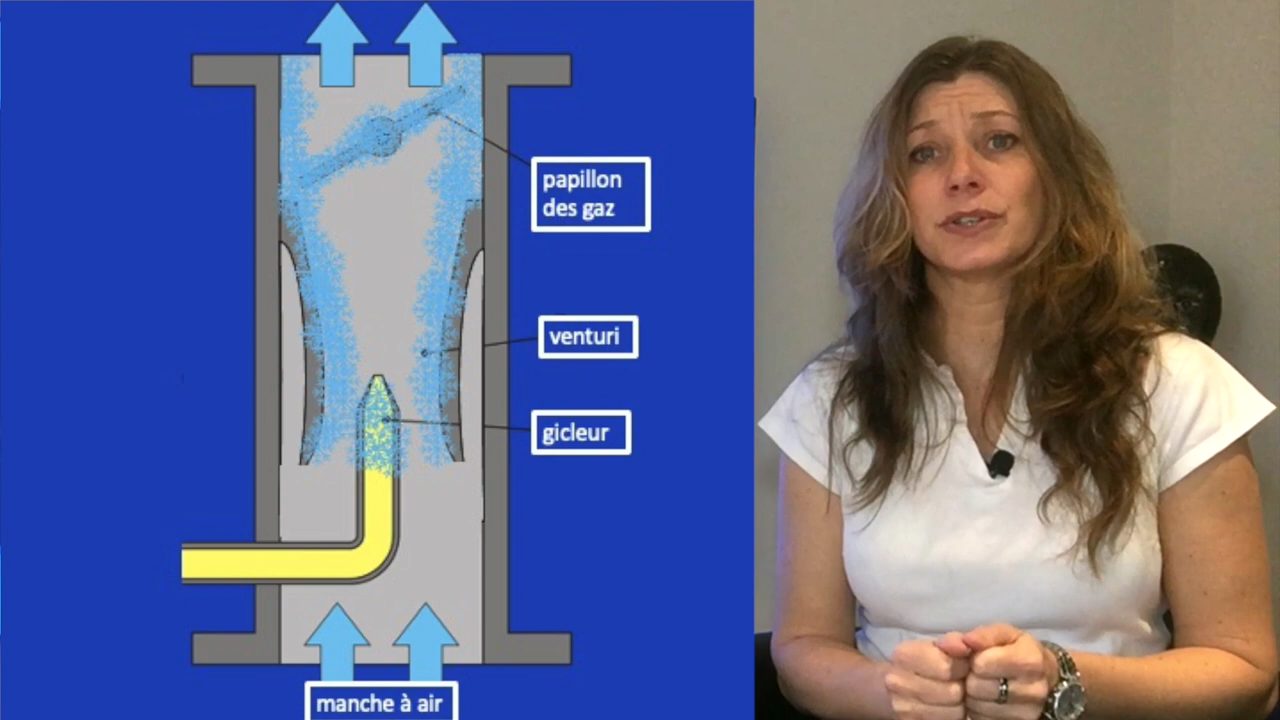 papillon
des gaz
venturi
gicleur
manche à air